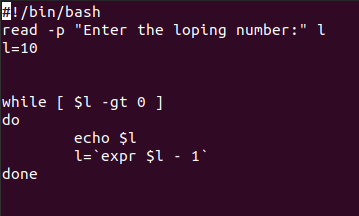 #!/bin/bash
read -p "Enter the loping number:" l
l=10
while [ $l -gt 0 ]
do
        echo $l
        l=`expr $l - 1`
done